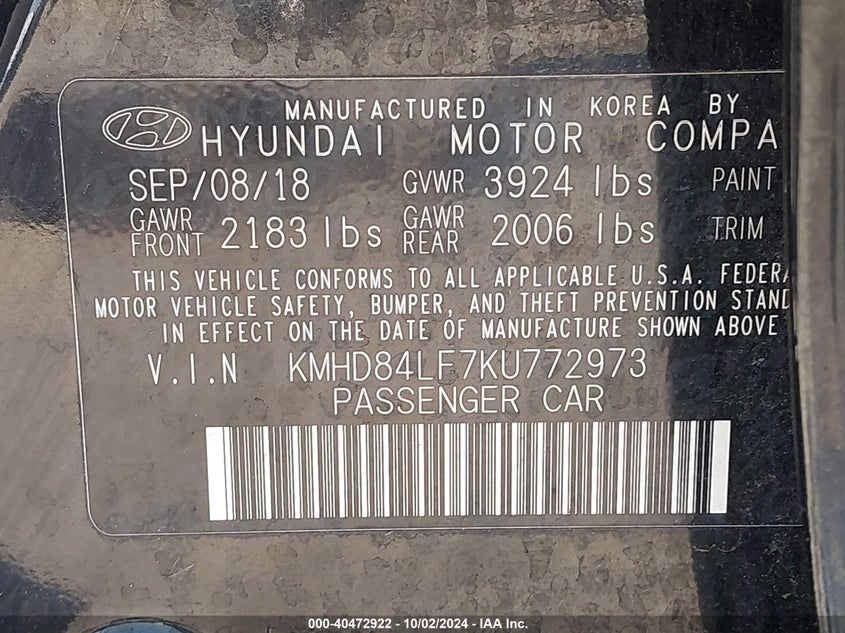 MANUFACTURED IN KOREA BY
HYUNDAI MOTOR COMPA
SEP/08/18 GVWR 3924 lbs PAINT
GAWR FRONT 2183 lbs GAWR REAR 2006 lbs TRIM
THIS VEHICLE CONFORMS TO ALL APPLICABLE U.S.A. FEDERA
MOTOR VEHICLE SAFETY, BUMPER, AND THEFT PREVENTION STAND
IN EFFECT ON THE DATE OF MANUFACTURE SHOWN ABOVE
V.I.N KMHD84LF7KU772973
PASSENGER CAR
000-40472922 - 10/02/2024 - IAA Inc.